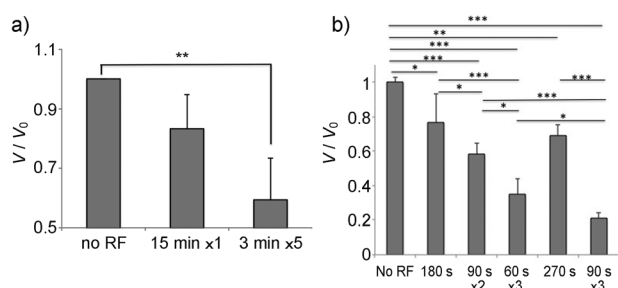 a)
1.1
0.9
0.7
0.5
V / V0
**
no RF 15 min x1 3 min x5
b)
***
**
***
***
* *** ***
* ***
* *
1
0.8
0.6
0.4
0.2
0
V / V0
No RF 180 s 90 s 60 s 270 s 90 s
x2 x3 x3